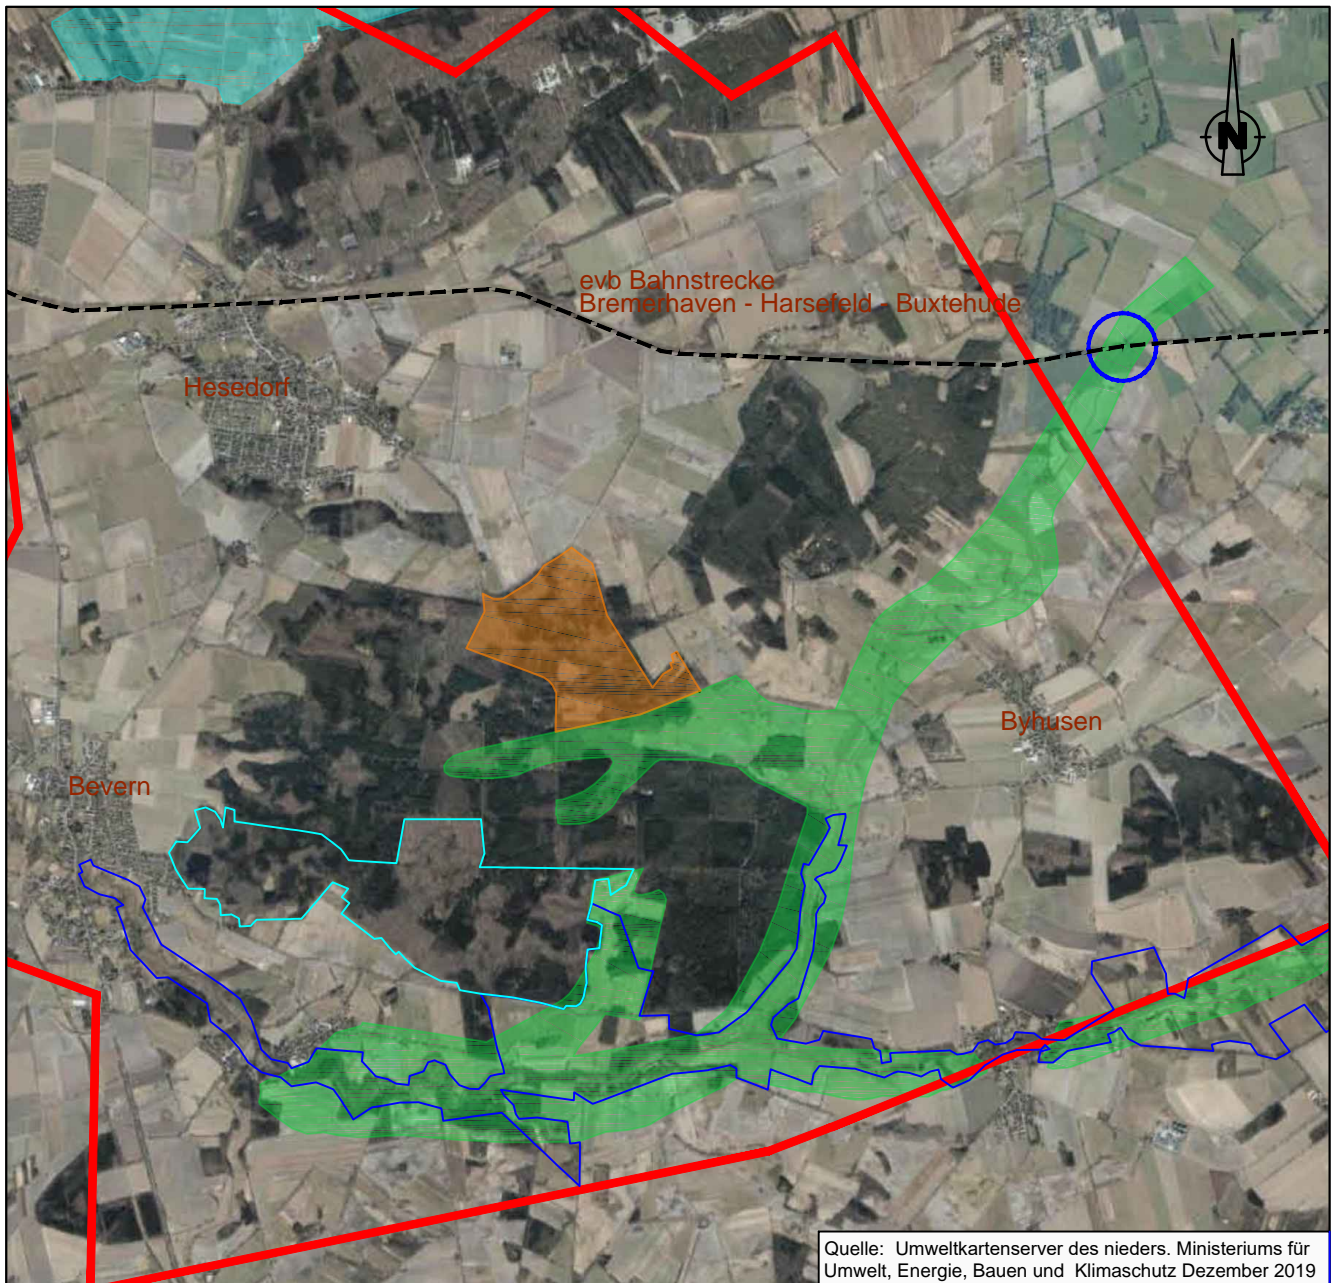 N
evb Bahnstrecke
Bremerhaven - Harsefeld - Buxtehude
Hesedorf
Byhusen
Bevern
Quelle: Umweltkartenserver des nieders. Ministeriums für
Umwelt, Energie, Bauen und Klimaschutz Dezember 2019